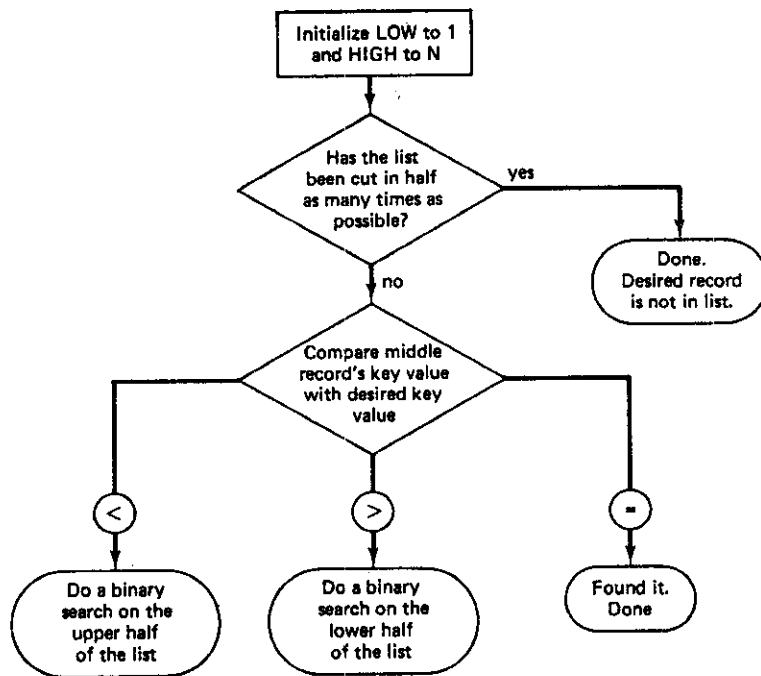 Initialize LOW to 1
and HIGH to N
Has the list
been cut in half
as many times as
possible?
yes
Done.
Desired record
is not in list.
no
Compare middle
record's key value
with desired key
value
<
>
=
Do a binary
search on the
upper half
of the list
Do a binary
search on the
lower half
of the list
Found it.
Done